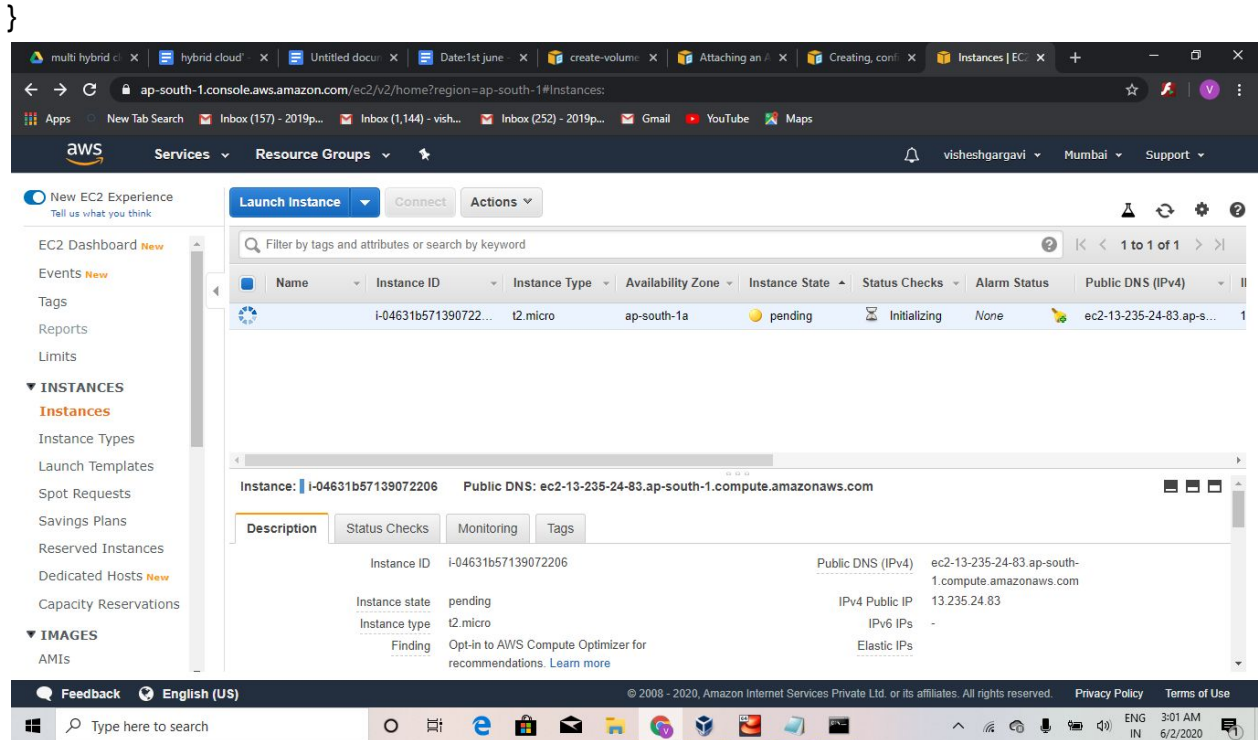 }
multi hybrid cl
hybrid cloud' -
Untitled docun
Date:1st june -
create-volume
Attaching an A
Creating, confi
Instances | EC2
ap-south-1.console.aws.amazon.com/ec2/v2/home?region=ap-south-1#Instances:
Apps
New Tab Search
Inbox (157) - 2019p...
Inbox (1,144) - vish...
Inbox (252) - 2019p...
Gmail
YouTube
Maps
V
aws
Services
Resource Groups
visheshgargavi
Mumbai
Support
New EC2 Experience
Tell us what you think
Launch Instance
Connect
Actions
EC2 Dashboard New
Events New
Tags
Reports
Limits
INSTANCES
Instances
Instance Types
Launch Templates
Spot Requests
Savings Plans
Reserved Instances
Dedicated Hosts New
Capacity Reservations
IMAGES
AMIs
Filter by tags and attributes or search by keyword
1 to 1 of 1
Name Instance ID Instance Type Availability Zone Instance State Status Checks Alarm Status Public DNS (IPv4)
i-04631b571390722... t2.micro ap-south-1a pending Initializing None ec2-13-235-24-83.ap-s... 1
Instance: i-04631b57139072206 Public DNS: ec2-13-235-24-83.ap-south-1.compute.amazonaws.com
Description Status Checks Monitoring Tags
Instance ID i-04631b57139072206
Public DNS (IPv4) ec2-13-235-24-83.ap-south-
1.compute.amazonaws.com
Instance state pending
IPv4 Public IP 13.235.24.83
Instance type t2.micro
IPv6 IPs -
Finding Opt-in to AWS Compute Optimizer for
recommendations. Learn more
Elastic IPs
Feedback English (US) © 2008 - 2020, Amazon Internet Services Private Ltd. or its affiliates. All rights reserved. Privacy Policy Terms of Use
Type here to search
ENG
IN
3:01 AM
6/2/2020